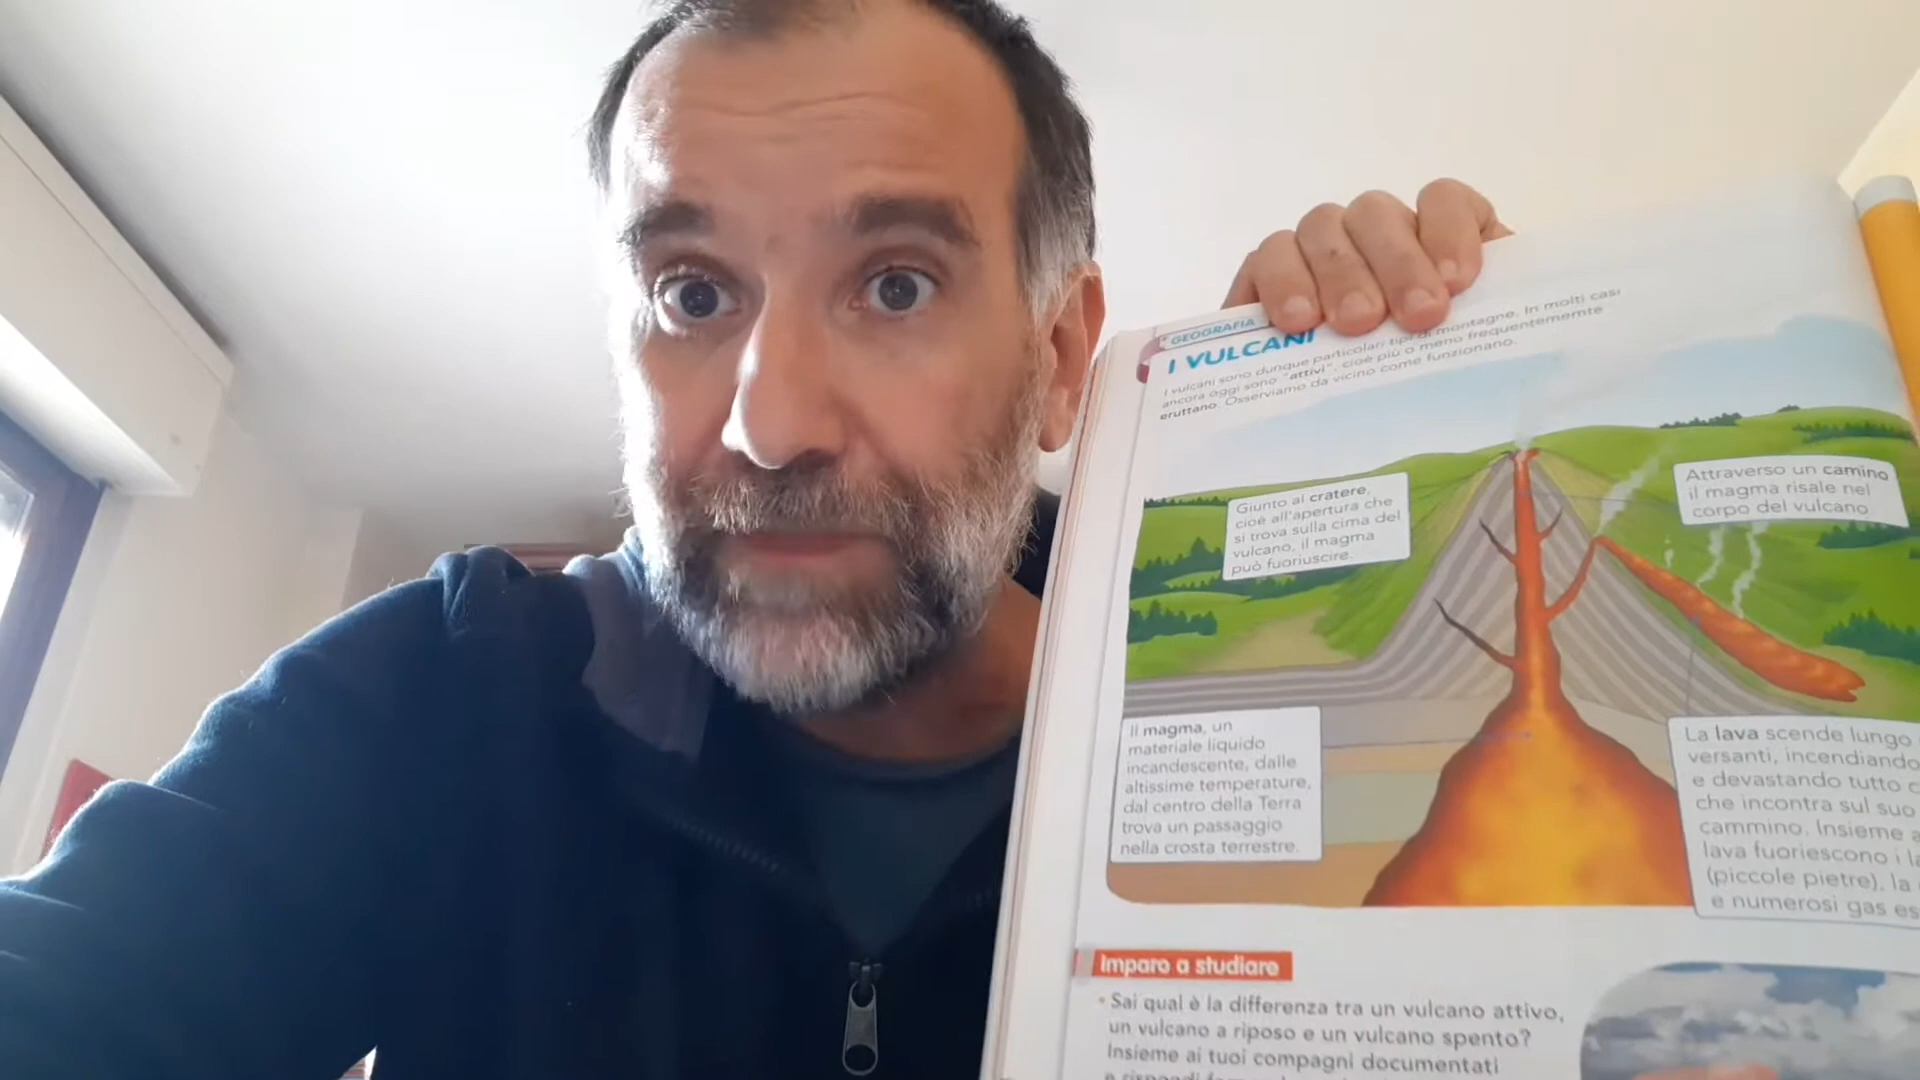 GEOGRAFIA
I VULCANI
I vulcani sono dunque particolari tipi di montagne. In molti casi
ancora oggi sono "attivi", cioè più o meno frequentememte
eruttano. Osserviamo da vicino come funzionano.
Giunto al cratere,
cioè all'apertura che
si trova sulla cima del
vulcano, il magma
può fuoriuscire.
Attraverso un camino
il magma risale nel
corpo del vulcano
Il magma, un
materiale liquido
incandescente, dalle
altissime temperature,
dal centro della Terra
trova un passaggio
nella crosta terrestre.
La lava scende lungo
versanti, incendiando
e devastando tutto
che incontra sul suo
cammino. Insieme
lava fuoriescono i
(piccole pietre), la
e numerosi gas
Imparo a studiare
• Sai qual è la differenza tra un vulcano attivo,
un vulcano a riposo e un vulcano spento?
Insieme ai tuoi compagni documentati